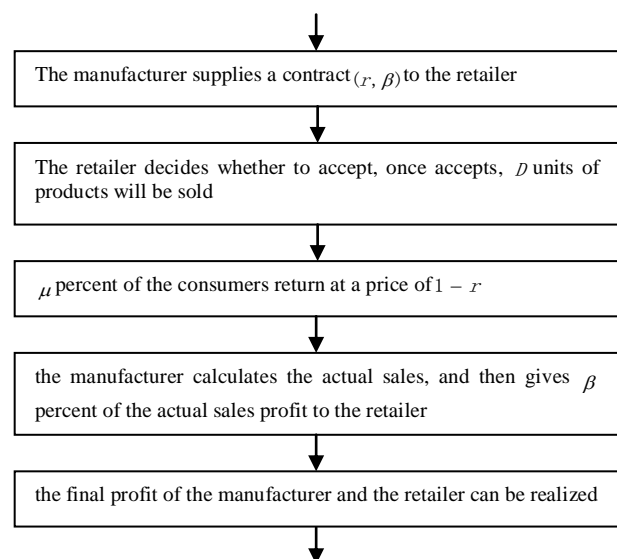 The manufacturer supplies a contract (r, β) to the retailer
The retailer decides whether to accept, once accepts, D units of
products will be sold
μ percent of the consumers return at a price of 1 − r
the manufacturer calculates the actual sales, and then gives β
percent of the actual sales profit to the retailer
the final profit of the manufacturer and the retailer can be realized